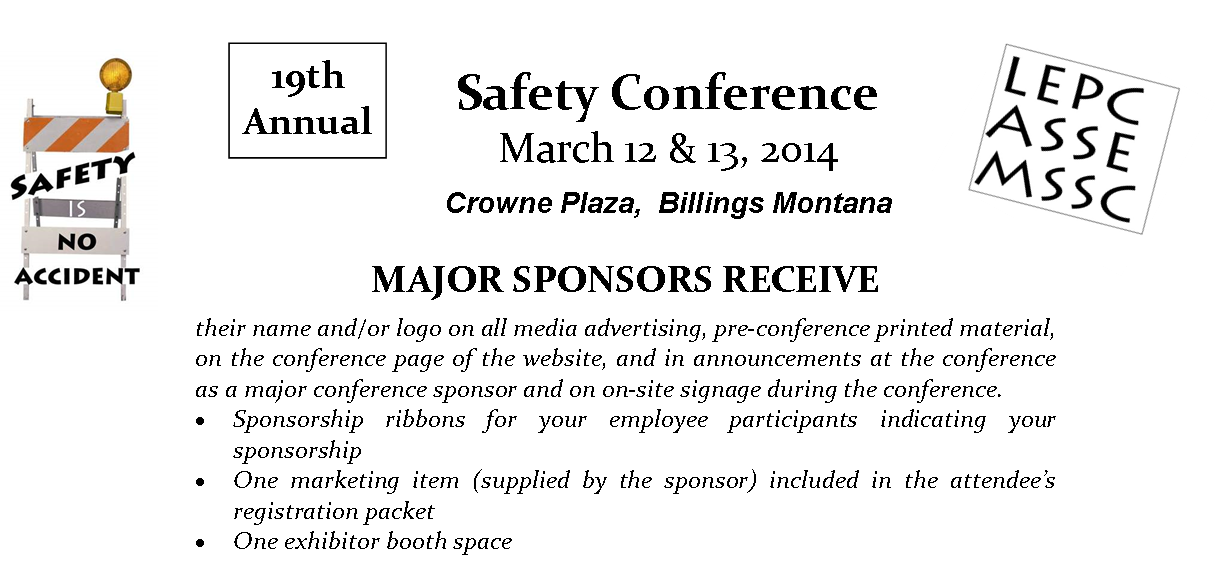 19th
Annual
Safety Conference
March 12 & 13, 2014
Crowne Plaza,  Billings Montana
LEPC
ASSE
MSSC
SAFETY
IS
NO
ACCIDENT
MAJOR SPONSORS RECEIVE
their name and/or logo on all media advertising, pre-conference printed material,
on the conference page of the website, and in announcements at the conference
as a major conference sponsor and on on-site signage during the conference.
• Sponsorship ribbons for your employee participants indicating your
sponsorship
• One marketing item (supplied by the sponsor) included in the attendee's
registration packet
• One exhibitor booth space